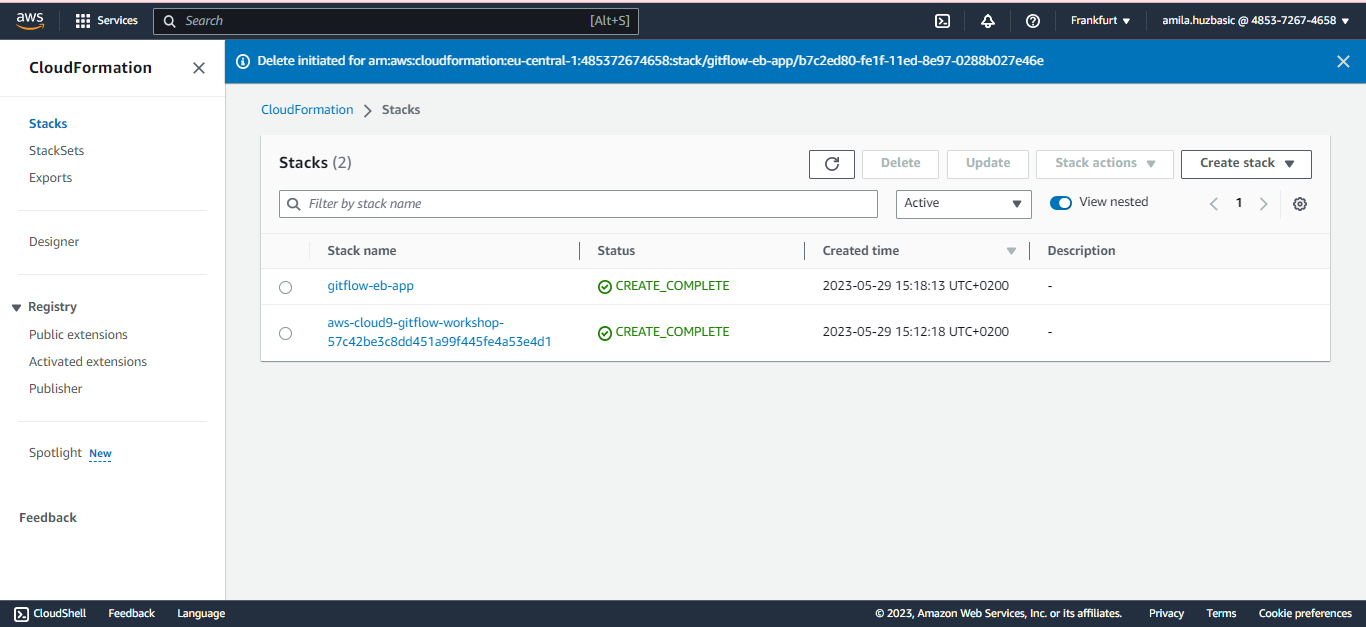 aws
Services
Search
[Alt+S]
Frankfurt
amila.huzbasic @ 4853-7267-4658
CloudFormation
Delete initiated for arn:aws:cloudformation:eu-central-1:485372674658:stack/gitflow-eb-app/b7c2ed80-fe1f-11ed-8e97-0288b027e46e
Stacks
StackSets
Exports
Designer
Registry
Public extensions
Activated extensions
Publisher
Spotlight New
Feedback
CloudFormation > Stacks
Stacks (2)
Delete
Update
Stack actions
Create stack
Filter by stack name
Active
View nested
1
Stack name
Status
Created time
Description
gitflow-eb-app
CREATE_COMPLETE
2023-05-29 15:18:13 UTC+0200
-
aws-cloud9-gitflow-workshop-
57c42be3c8dd451a99f445fe4a53e4d1
CREATE_COMPLETE
2023-05-29 15:12:18 UTC+0200
-
CloudShell
Feedback
Language
© 2023, Amazon Web Services, Inc. or its affiliates.
Privacy
Terms
Cookie preferences